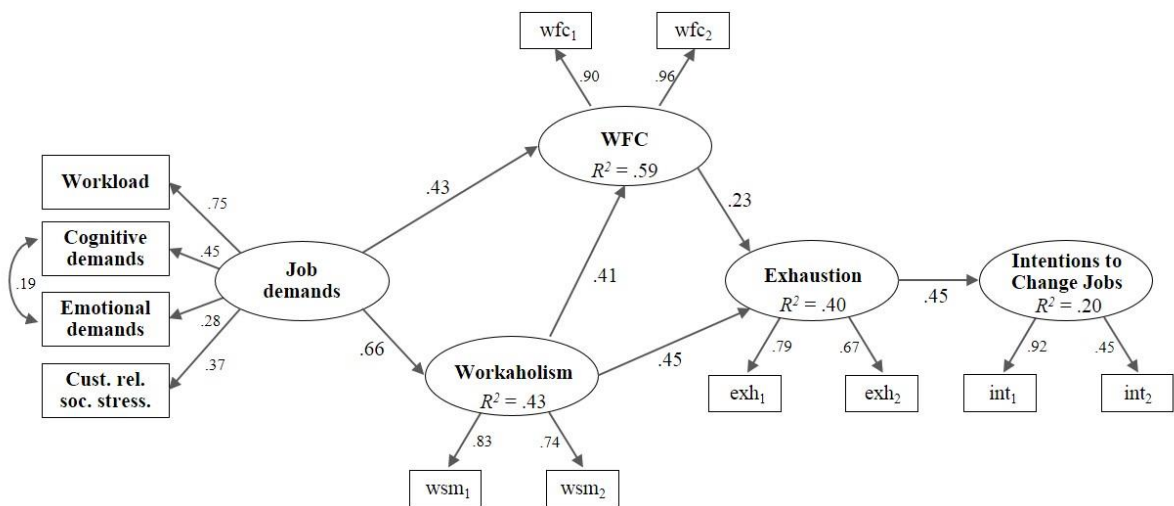 wfc₁
wfc₂
.90
.96
WFC
R² = .59
Workload
.75
.43
.23
Cognitive
demands
.45
.19
Job
demands
.41
Exhaustion
R² = .40
.45
Intentions to
Change Jobs
R² = .20
Emotional
demands
.28
.37
.66
Cust. rel.
soc. stress.
Workaholism
R² = .43
.45
.79
.67
.92
.45
exh₁
exh₂
int₁
int₂
.83
.74
wsm₁
wsm₂